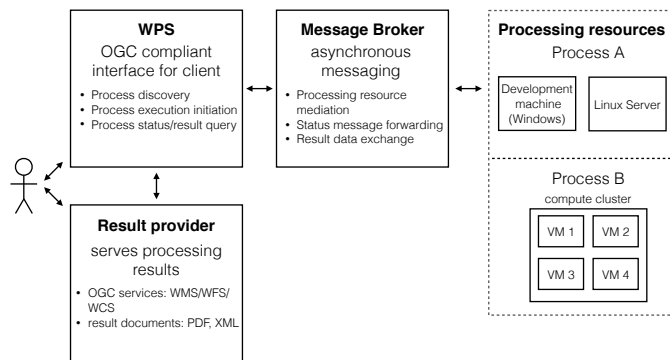 WPS
OGC compliant
interface for client
• Process discovery
• Process execution initiation
• Process status/result query
Message Broker
asynchronous
messaging
• Processing resource
mediation
• Status message forwarding
• Result data exchange
Processing resources
Process A
Development
machine
(Windows)
Linux Server
Process B
compute cluster
VM 1
VM 2
VM 3
VM 4
Result provider
serves processing
results
• OGC services: WMS/WFS/
WCS
• result documents: PDF, XML